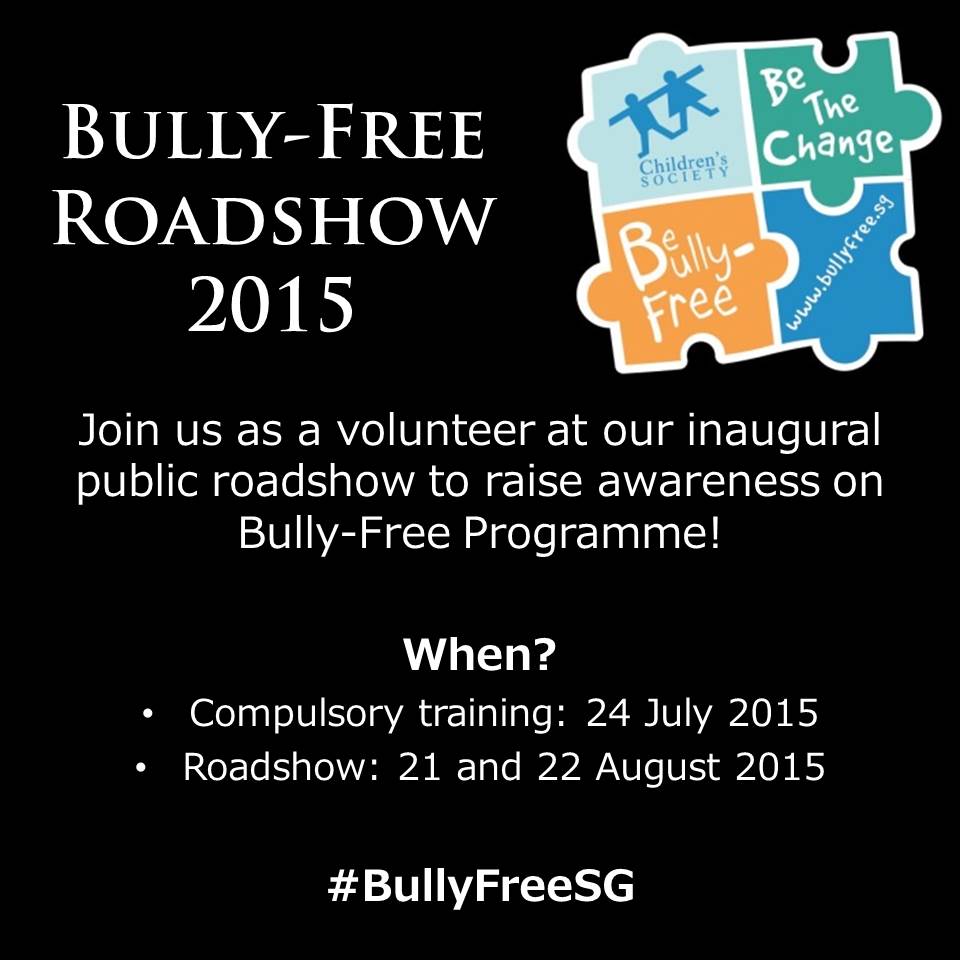 BULLY-FREE
ROADSHOW
2015
Children's
SOCIETY
Be
The
Change
Be
Bully-
Free
www.bullyfree.sg
Join us as a volunteer at our inaugural
public roadshow to raise awareness on
Bully-Free Programme!
When?
• Compulsory training: 24 July 2015
• Roadshow: 21 and 22 August 2015
#BullyFreeSG